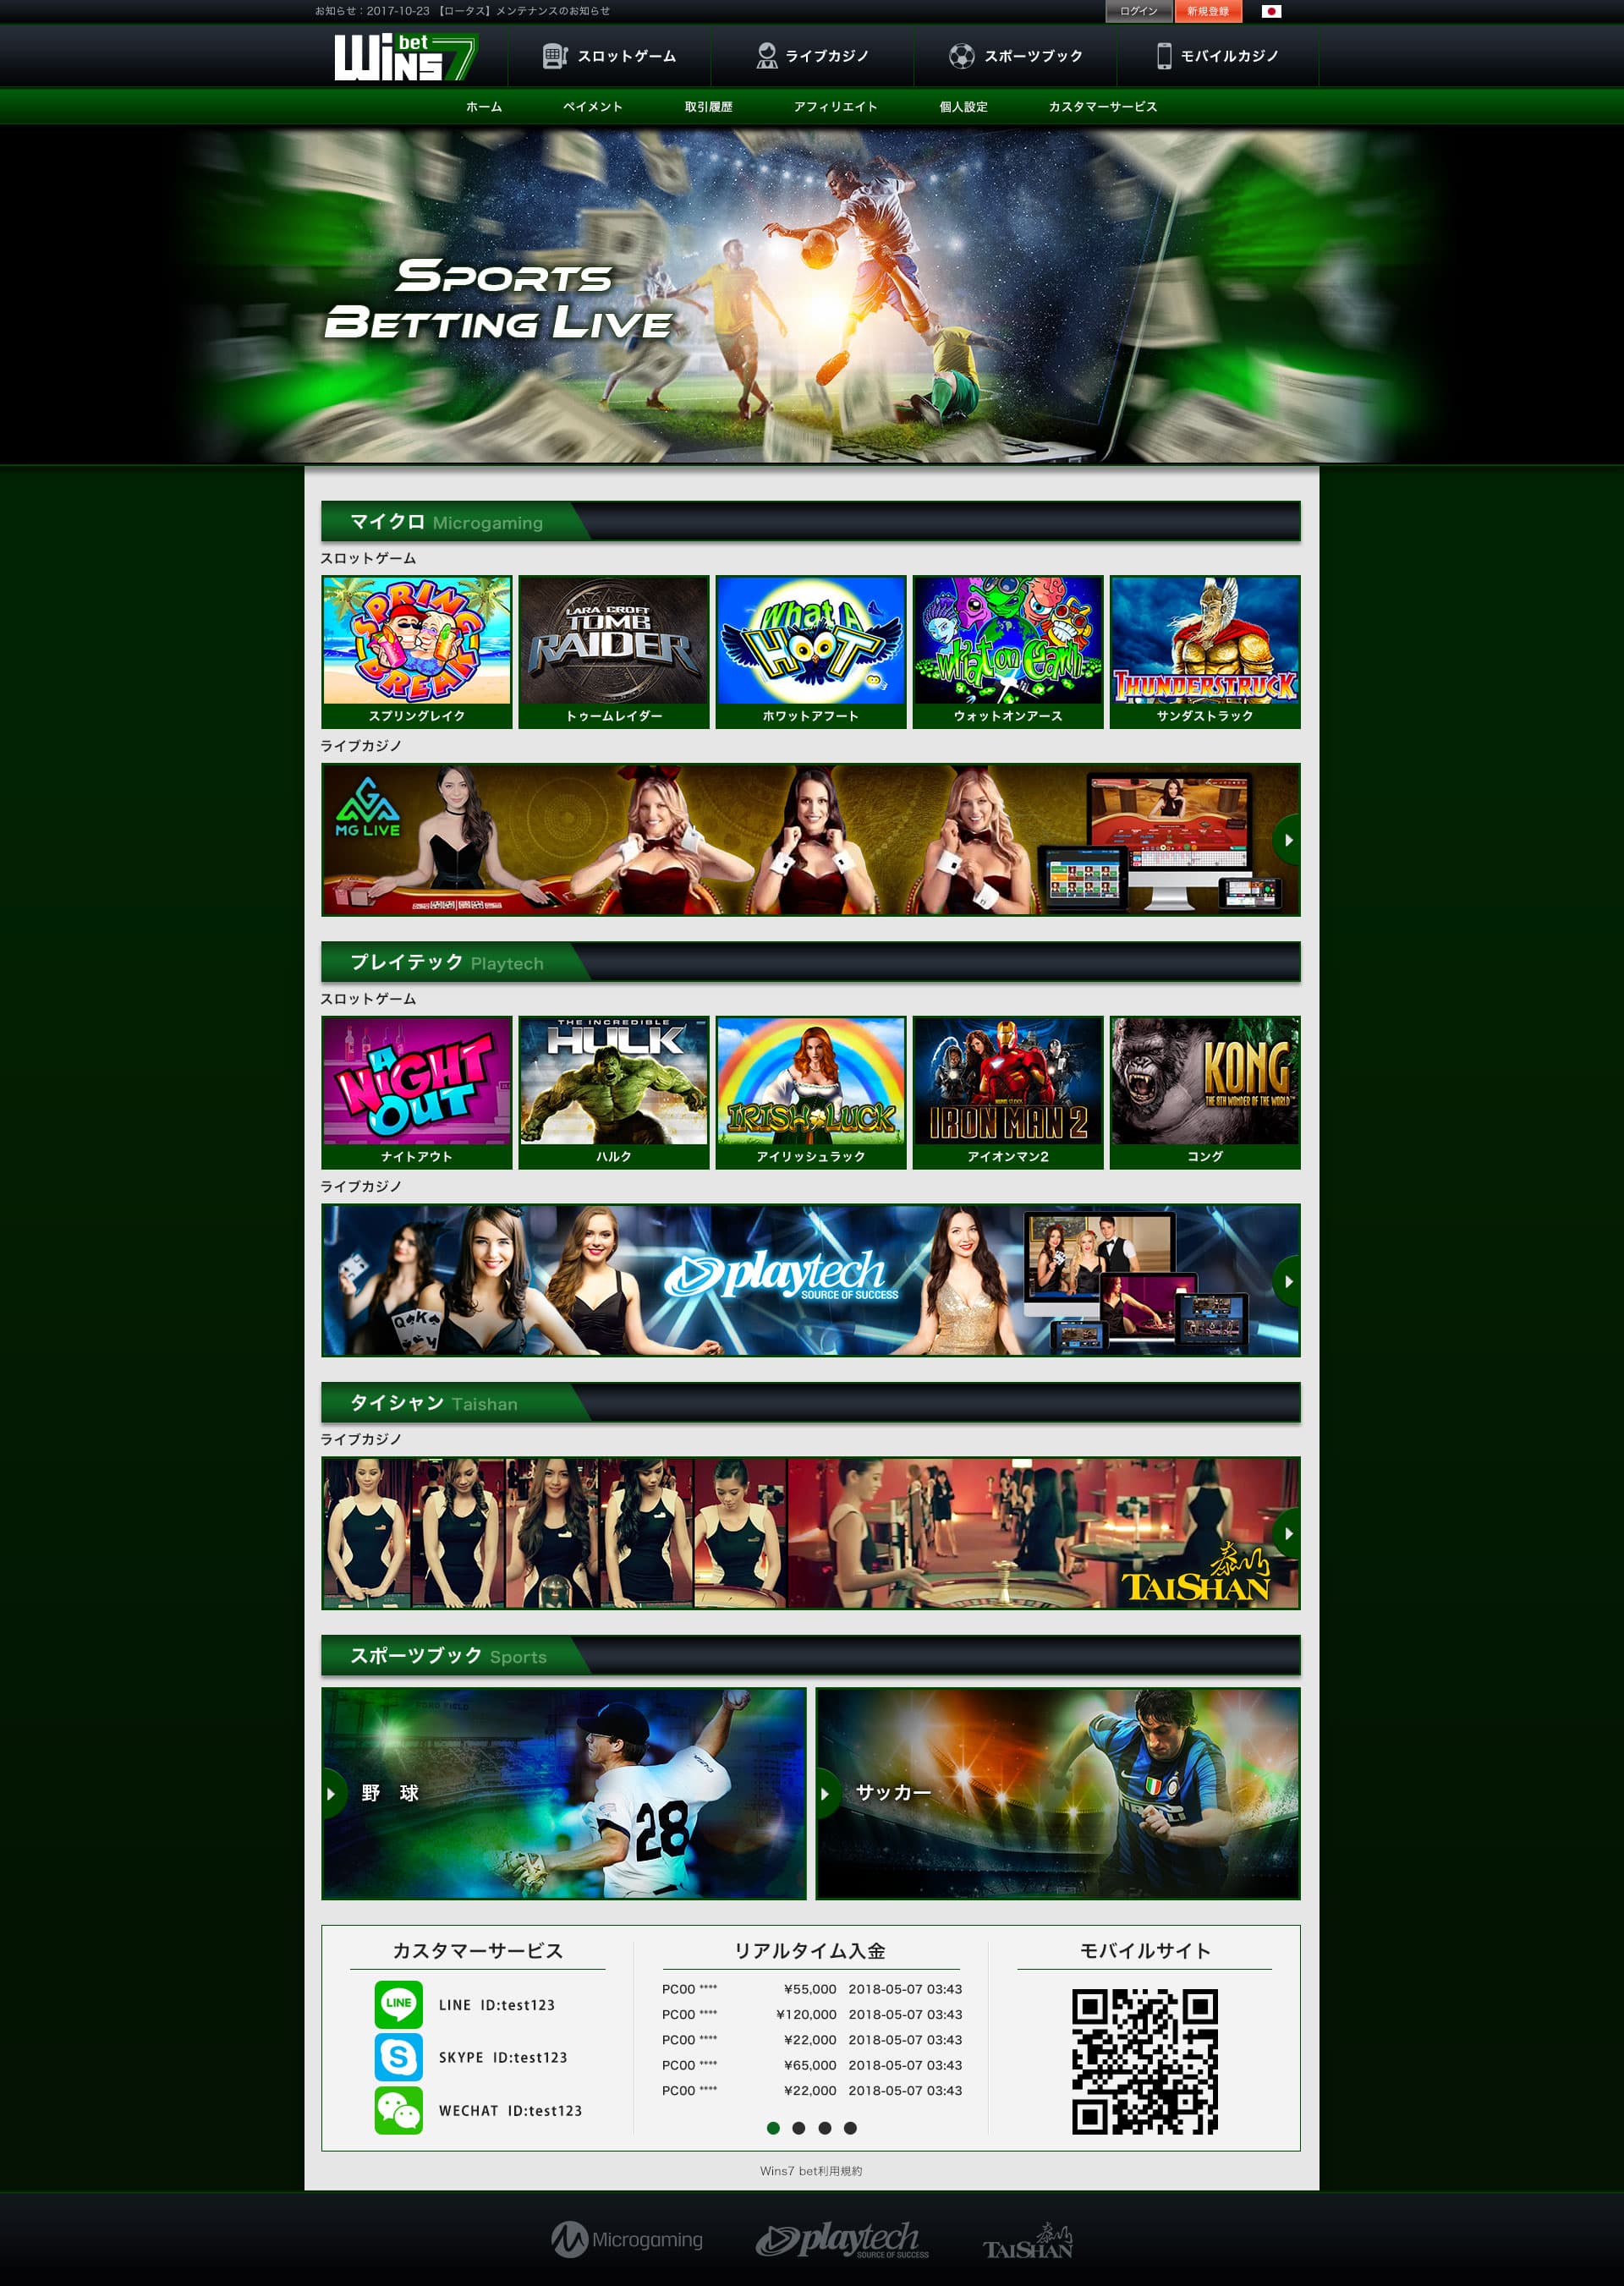 お知らせ：2017-10-23 【ロータス】メンテナンスのお知らせ
ログイン
新規登録
Wins bet 7
スロットゲーム
ライブカジノ
スポーツブック
モバイルカジノ
ホーム
ペイメント
取引履歴
アフィリエイト
個人設定
カスタマーサービス
SPORTS
BETTING LIVE
マイクロ Microgaming
スロットゲーム
SPRING BREAK
LARA CROFT
TOMB
RAIDER
What A
HOOT
What on Earth
THUNDERSTRUCK
スプリングレイク
トゥームレイダー
ホワットアフート
ウォットオンアース
サンダストラック
ライブカジノ
MG LIVE
プレイテック Playtech
スロットゲーム
A NIGHT OUT
THE INCREDIBLE
HULK
IRISH LUCK
IRON MAN 2
KONG
THE 8TH WONDER OF THE WORLD
ナイトアウト
ハルク
アイリッシュラック
アイオンマン2
コング
ライブカジノ
Q K A
playtech
SOURCE OF SUCCESS
タイシャン Taishan
ライブカジノ
泰山
TAISHAN
スポーツブック Sports
FORD FIELD
28
野 球
IRELLI
サッカー
カスタマーサービス
LINE
LINE ID:test123
SKYPE ID:test123
WECHAT ID:test123
リアルタイム入金
PC00 **** ¥55,000 2018-05-07 03:43
PC00 **** ¥120,000 2018-05-07 03:43
PC00 **** ¥22,000 2018-05-07 03:43
PC00 **** ¥65,000 2018-05-07 03:43
PC00 **** ¥22,000 2018-05-07 03:43
モバイルサイト
Wins7 bet利用規約
Microgaming
playtech
SOURCE OF SUCCESS
泰山
TAISHAN